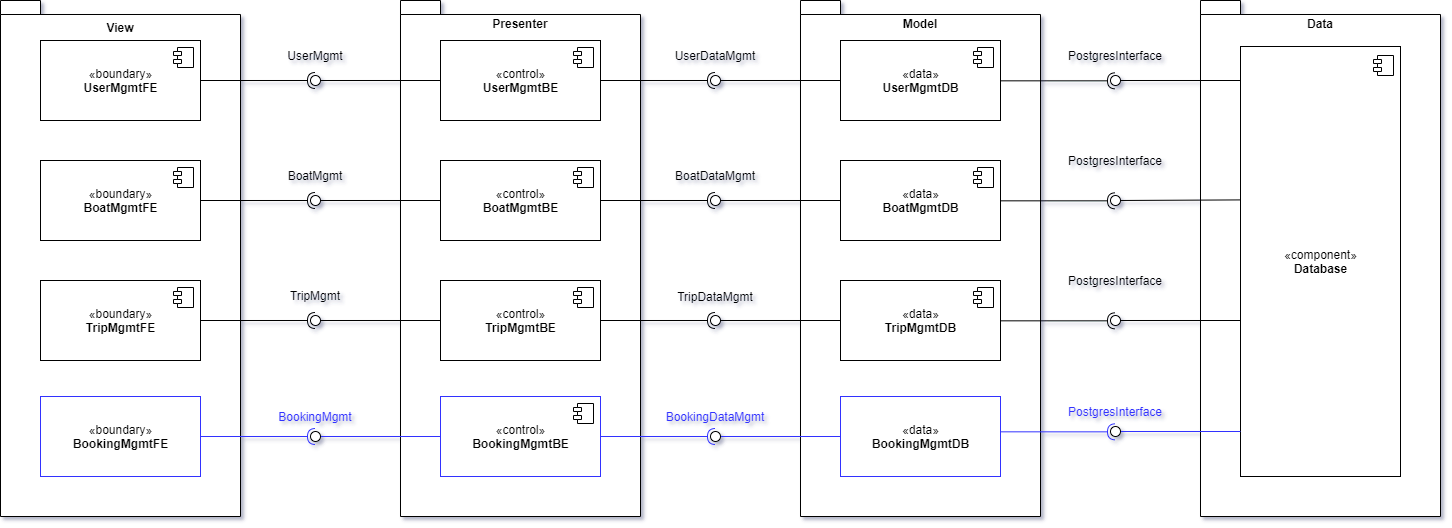 View
Presenter
Model
Data
«boundary»
UserMgmtFE
UserMgmt
«control»
UserMgmtBE
UserDataMgmt
«data»
UserMgmtDB
PostgresInterface
«boundary»
BoatMgmtFE
BoatMgmt
«control»
BoatMgmtBE
BoatDataMgmt
«data»
BoatMgmtDB
PostgresInterface
«component»
Database
«boundary»
TripMgmtFE
TripMgmt
«control»
TripMgmtBE
TripDataMgmt
«data»
TripMgmtDB
PostgresInterface
«boundary»
BookingMgmtFE
BookingMgmt
«control»
BookingMgmtBE
BookingDataMgmt
«data»
BookingMgmtDB
PostgresInterface